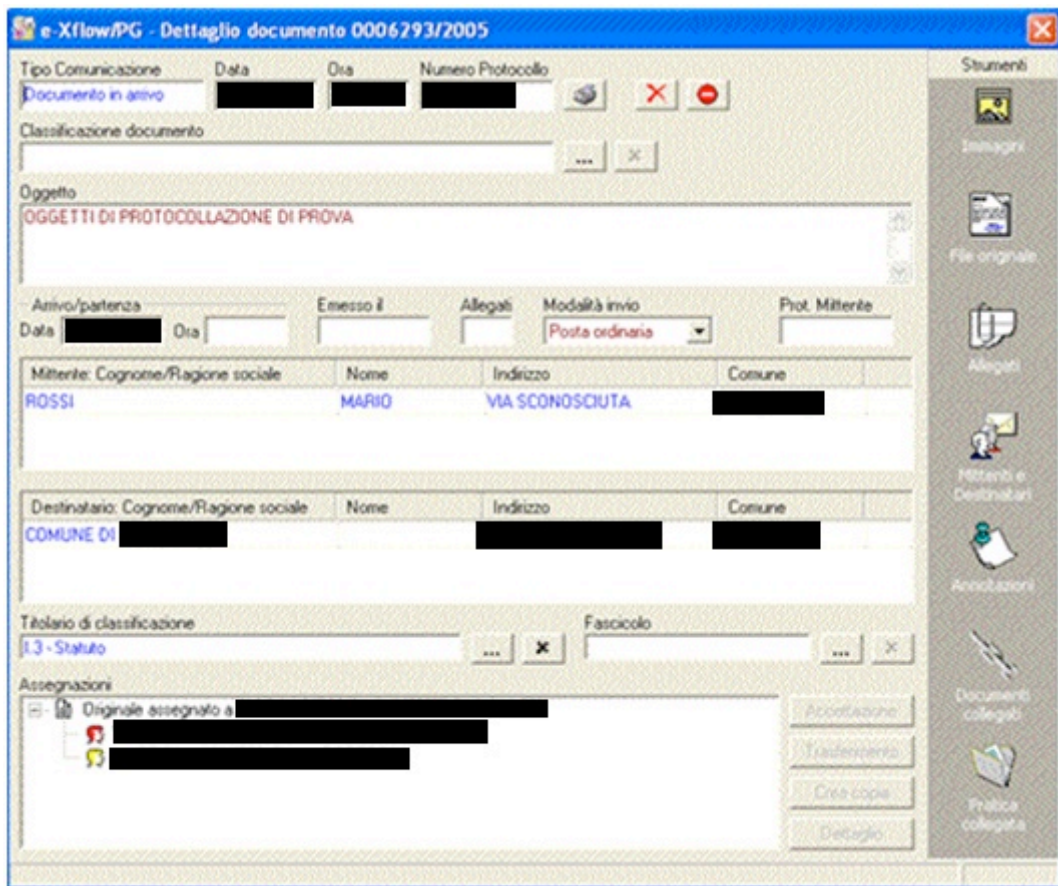 e-Xflow/PG - Dettaglio documento 0006293/2005
Strumenti
Tipo Comunicazione Data Ora Numero Protocollo
Documento in arrivo
Immagini
Classificazione documento
...
Oggetto
OGGETTI DI PROTOCOLLAZIONE DI PROVA
File originale
Arrivo/partenza Emesso il Allegati Modalità invio Prot. Mittente
Data Ora Posta ordinaria
Allegati
Mittente: Cognome/Ragione sociale Nome Indirizzo Comune
ROSSI MARIO VIA SCONOSCIUTA
Mittenti e
Destinatari
Destinatario: Cognome/Ragione sociale Nome Indirizzo Comune
COMUNE DI
Annotazioni
Titolario di classificazione Fascicolo
I.3 - Statuto ... ...
Assegnazioni
Originale assegnato a
Documenti
collegati
Accettazione
Trasferimento
Crea copia
Dettaglio
Pratica
collegata